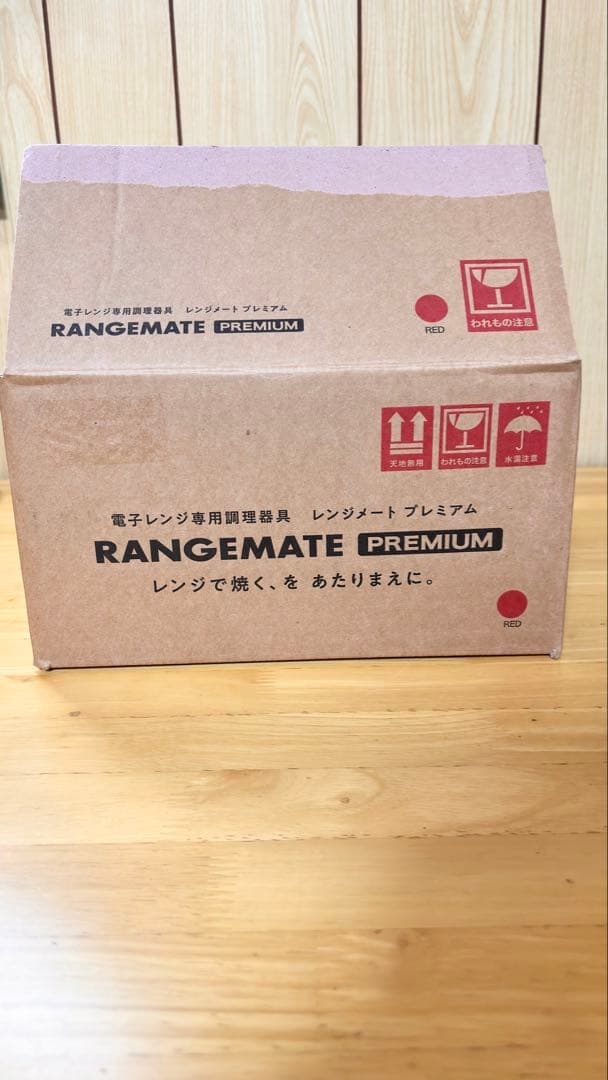 電子レンジ専用調理器具 レンジメート プレミアム
RANGEMATE PREMIUM
RED
われもの注意
天地無用
われもの注意
水濡注意
電子レンジ専用調理器具 レンジメート プレミアム
RANGEMATE PREMIUM
レンジで焼く、を あたりまえに。
RED